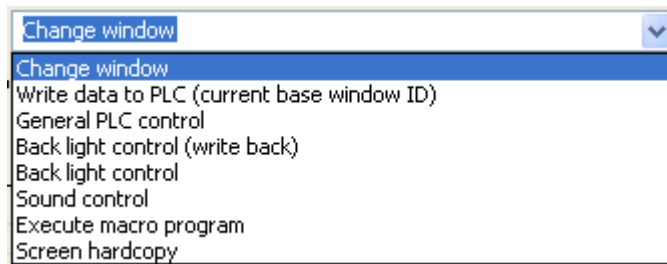 Change window
Change window
Write data to PLC (current base window ID)
General PLC control
Back light control (write back)
Back light control
Sound control
Execute macro program
Screen hardcopy